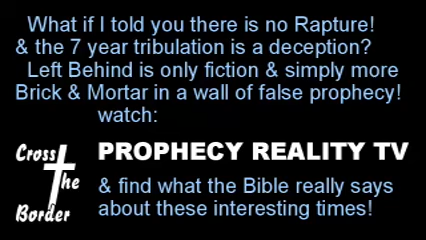 What if I told you there is no Rapture!
& the 7 year tribulation is a deception?
Left Behind is only fiction & simply more
Brick & Mortar in a wall of false prophecy!
watch:
Cross
the
Border
PROPHECY REALITY TV
& find what the Bible really says
about these interesting times!